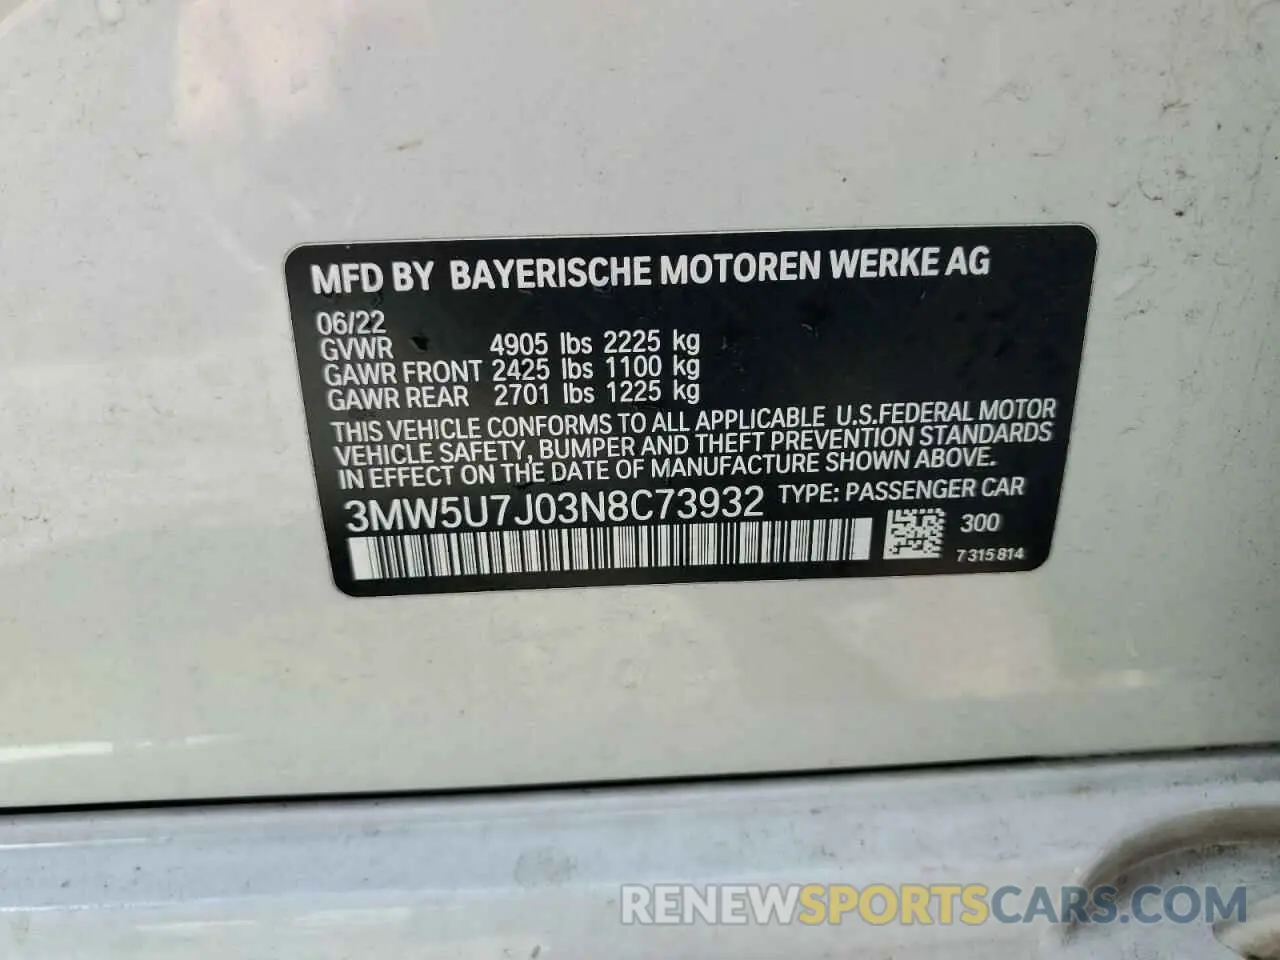 MFD BY BAYERISCHE MOTOREN WERKE AG
06/22
GVWR 4905 lbs 2225 kg
GAWR FRONT 2425 lbs 1100 kg
GAWR REAR 2701 lbs 1225 kg
THIS VEHICLE CONFORMS TO ALL APPLICABLE U.S.FEDERAL MOTOR
VEHICLE SAFETY, BUMPER AND THEFT PREVENTION STANDARDS
IN EFFECT ON THE DATE OF MANUFACTURE SHOWN ABOVE.
3MW5U7J03N8C73932 TYPE: PASSENGER CAR
300
7315814
RENEWSPORTSCARS.COM